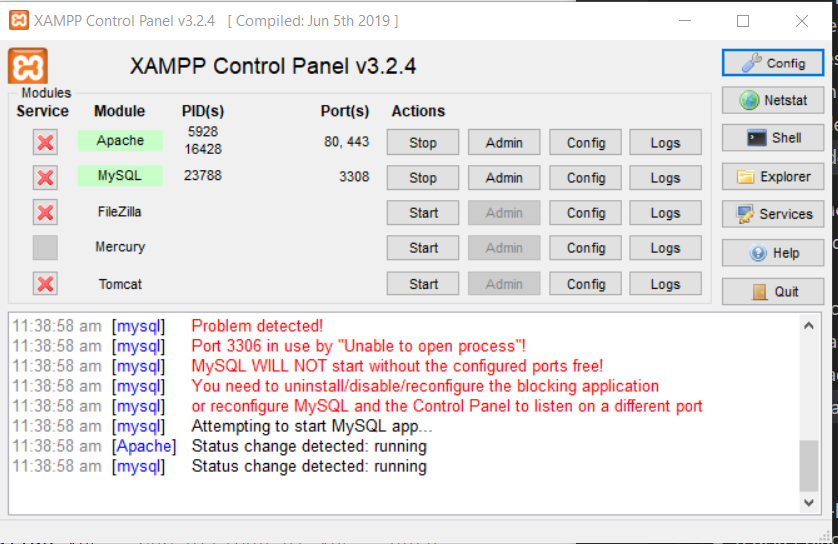 XAMPP Control Panel v3.2.4 [ Compiled: Jun 5th 2019 ]
XAMPP Control Panel v3.2.4
Config
Modules
Service Module PID(s) Port(s) Actions
Netstat
Apache 5928 16428 80, 443 Stop Admin Config Logs
Shell
MySQL 23788 3308 Stop Admin Config Logs
Explorer
FileZilla Start Admin Config Logs
Services
Mercury Start Admin Config Logs
Help
Tomcat Start Admin Config Logs
Quit
11:38:58 am [mysql] Problem detected!
11:38:58 am [mysql] Port 3306 in use by "Unable to open process"!
11:38:58 am [mysql] MySQL WILL NOT start without the configured ports free!
11:38:58 am [mysql] You need to uninstall/disable/reconfigure the blocking application
11:38:58 am [mysql] or reconfigure MySQL and the Control Panel to listen on a different port
11:38:58 am [mysql] Attempting to start MySQL app...
11:38:58 am [Apache] Status change detected: running
11:38:58 am [mysql] Status change detected: running